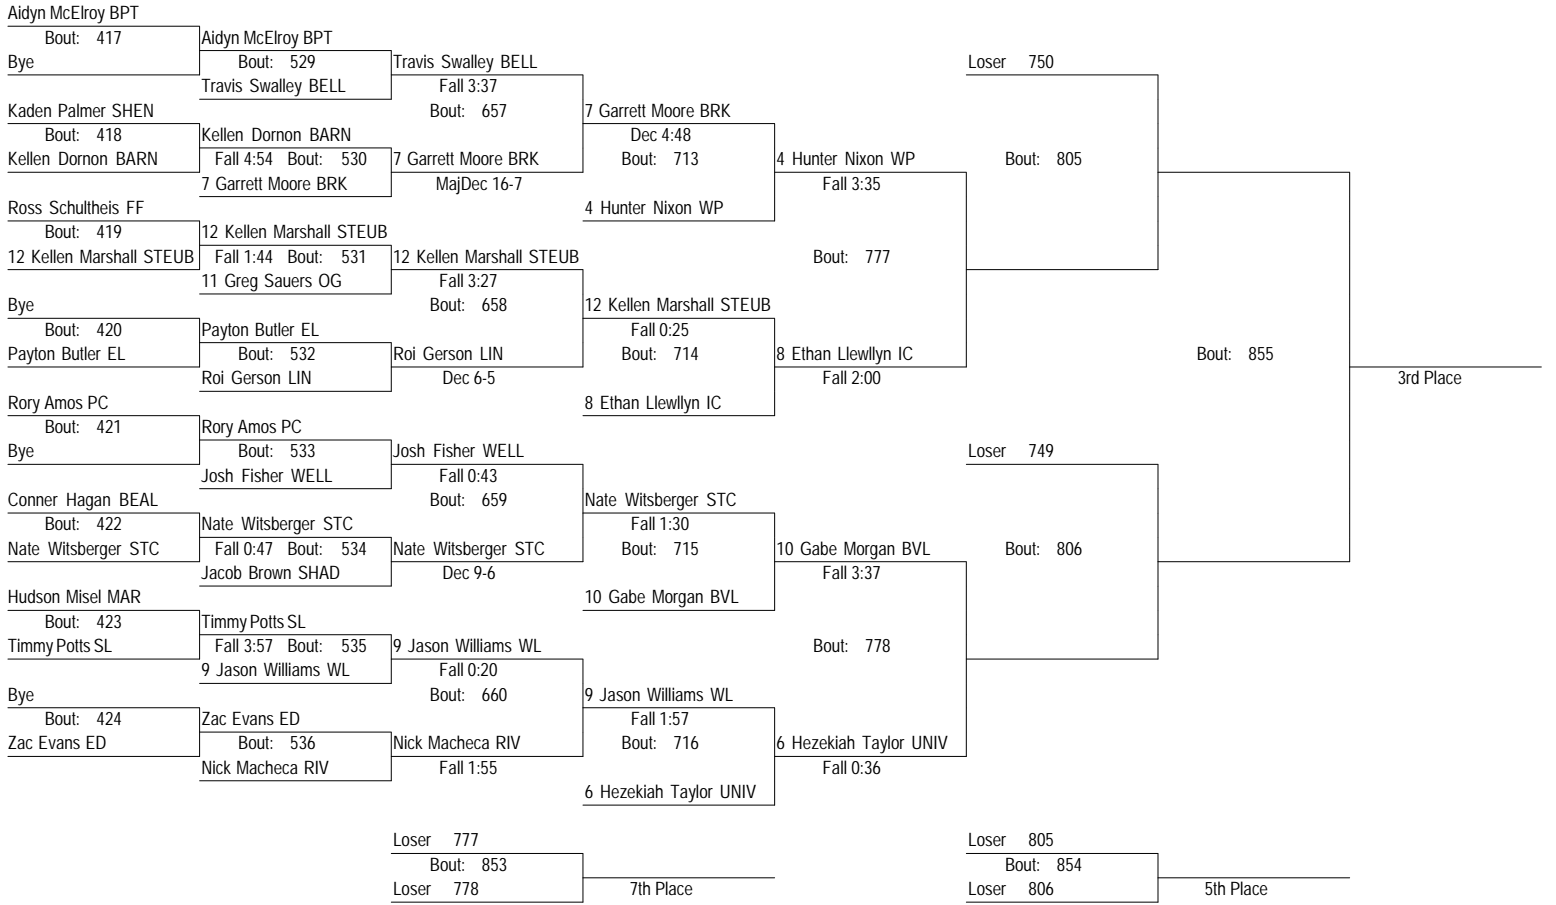 Aidyn McElroy BPT
Bout: 417
Aidyn McElroy BPT
Bye
Bout: 529
Travis Swalley BELL
Loser 750
Travis Swalley BELL
Fall 3:37
Kaden Palmer SHEN
Bout: 657
7 Garrett Moore BRK
Bout: 418
Kellen Dornon BARN
Dec 4:48
Kellen Dornon BARN
Fall 4:54 Bout: 530
7 Garrett Moore BRK
Bout: 713
4 Hunter Nixon WP
Bout: 805
7 Garrett Moore BRK
MajDec 16-7
Fall 3:35
Ross Schultheis FF
4 Hunter Nixon WP
Bout: 419
12 Kellen Marshall STEUB
12 Kellen Marshall STEUB
Fall 1:44 Bout: 531
12 Kellen Marshall STEUB
Bout: 777
11 Greg Sauers OG
Fall 3:27
Bye
Bout: 658
12 Kellen Marshall STEUB
Bout: 420
Payton Butler EL
Fall 0:25
Payton Butler EL
Bout: 532
Roi Gerson LIN
Bout: 714
8 Ethan Llewllyn IC
Bout: 855
Roi Gerson LIN
Dec 6-5
Fall 2:00
3rd Place
Rory Amos PC
8 Ethan Llewllyn IC
Bout: 421
Rory Amos PC
Bye
Bout: 533
Josh Fisher WELL
Loser 749
Josh Fisher WELL
Fall 0:43
Conner Hagan BEAL
Bout: 659
Nate Witsberger STC
Bout: 422
Nate Witsberger STC
Fall 1:30
Nate Witsberger STC
Fall 0:47 Bout: 534
Nate Witsberger STC
Bout: 715
10 Gabe Morgan BVL
Bout: 806
Jacob Brown SHAD
Dec 9-6
Fall 3:37
Hudson Misel MAR
10 Gabe Morgan BVL
Bout: 423
Timmy Potts SL
Timmy Potts SL
Fall 3:57 Bout: 535
9 Jason Williams WL
Bout: 778
9 Jason Williams WL
Fall 0:20
Bye
Bout: 660
9 Jason Williams WL
Bout: 424
Zac Evans ED
Fall 1:57
Zac Evans ED
Bout: 536
Nick Macheca RIV
Bout: 716
6 Hezekiah Taylor UNIV
Nick Macheca RIV
Fall 1:55
Fall 0:36
6 Hezekiah Taylor UNIV
Loser 777
Loser 805
Bout: 853
Bout: 854
Loser 778
7th Place
Loser 806
5th Place